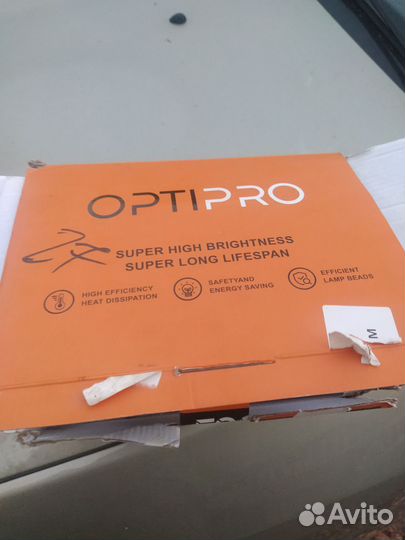 OPTIPRO
SUPER HIGH BRIGHTNESS
SUPER LONG LIFESPAN
HIGH EFFICIENCY
HEAT DISSIPATION
SAFETYAND
ENERGY SAVING
EFFICIENT
LAMP BEADS
M
Avito